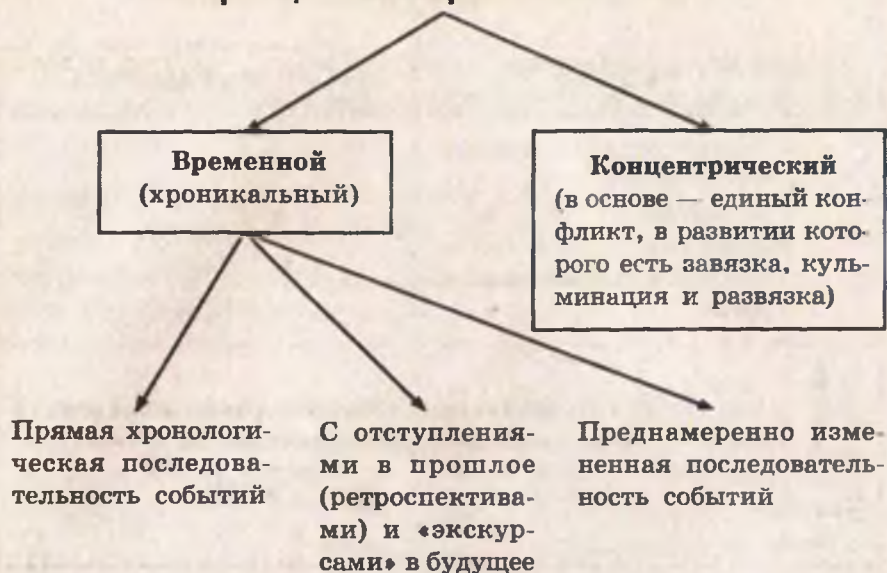 Временной
(хроникальный)
Концентрический
(в основе — единый кон-
фликт, в развитии кото-
рого есть завязка, куль-
минация и развязка)
Прямая хронологи-
ческая последова-
тельность событий
С отступления-
ми в прошлое
(ретроспектива-
ми) и «экскур-
сами» в будущее
Преднамеренно изме-
ненная последователь-
ность событий